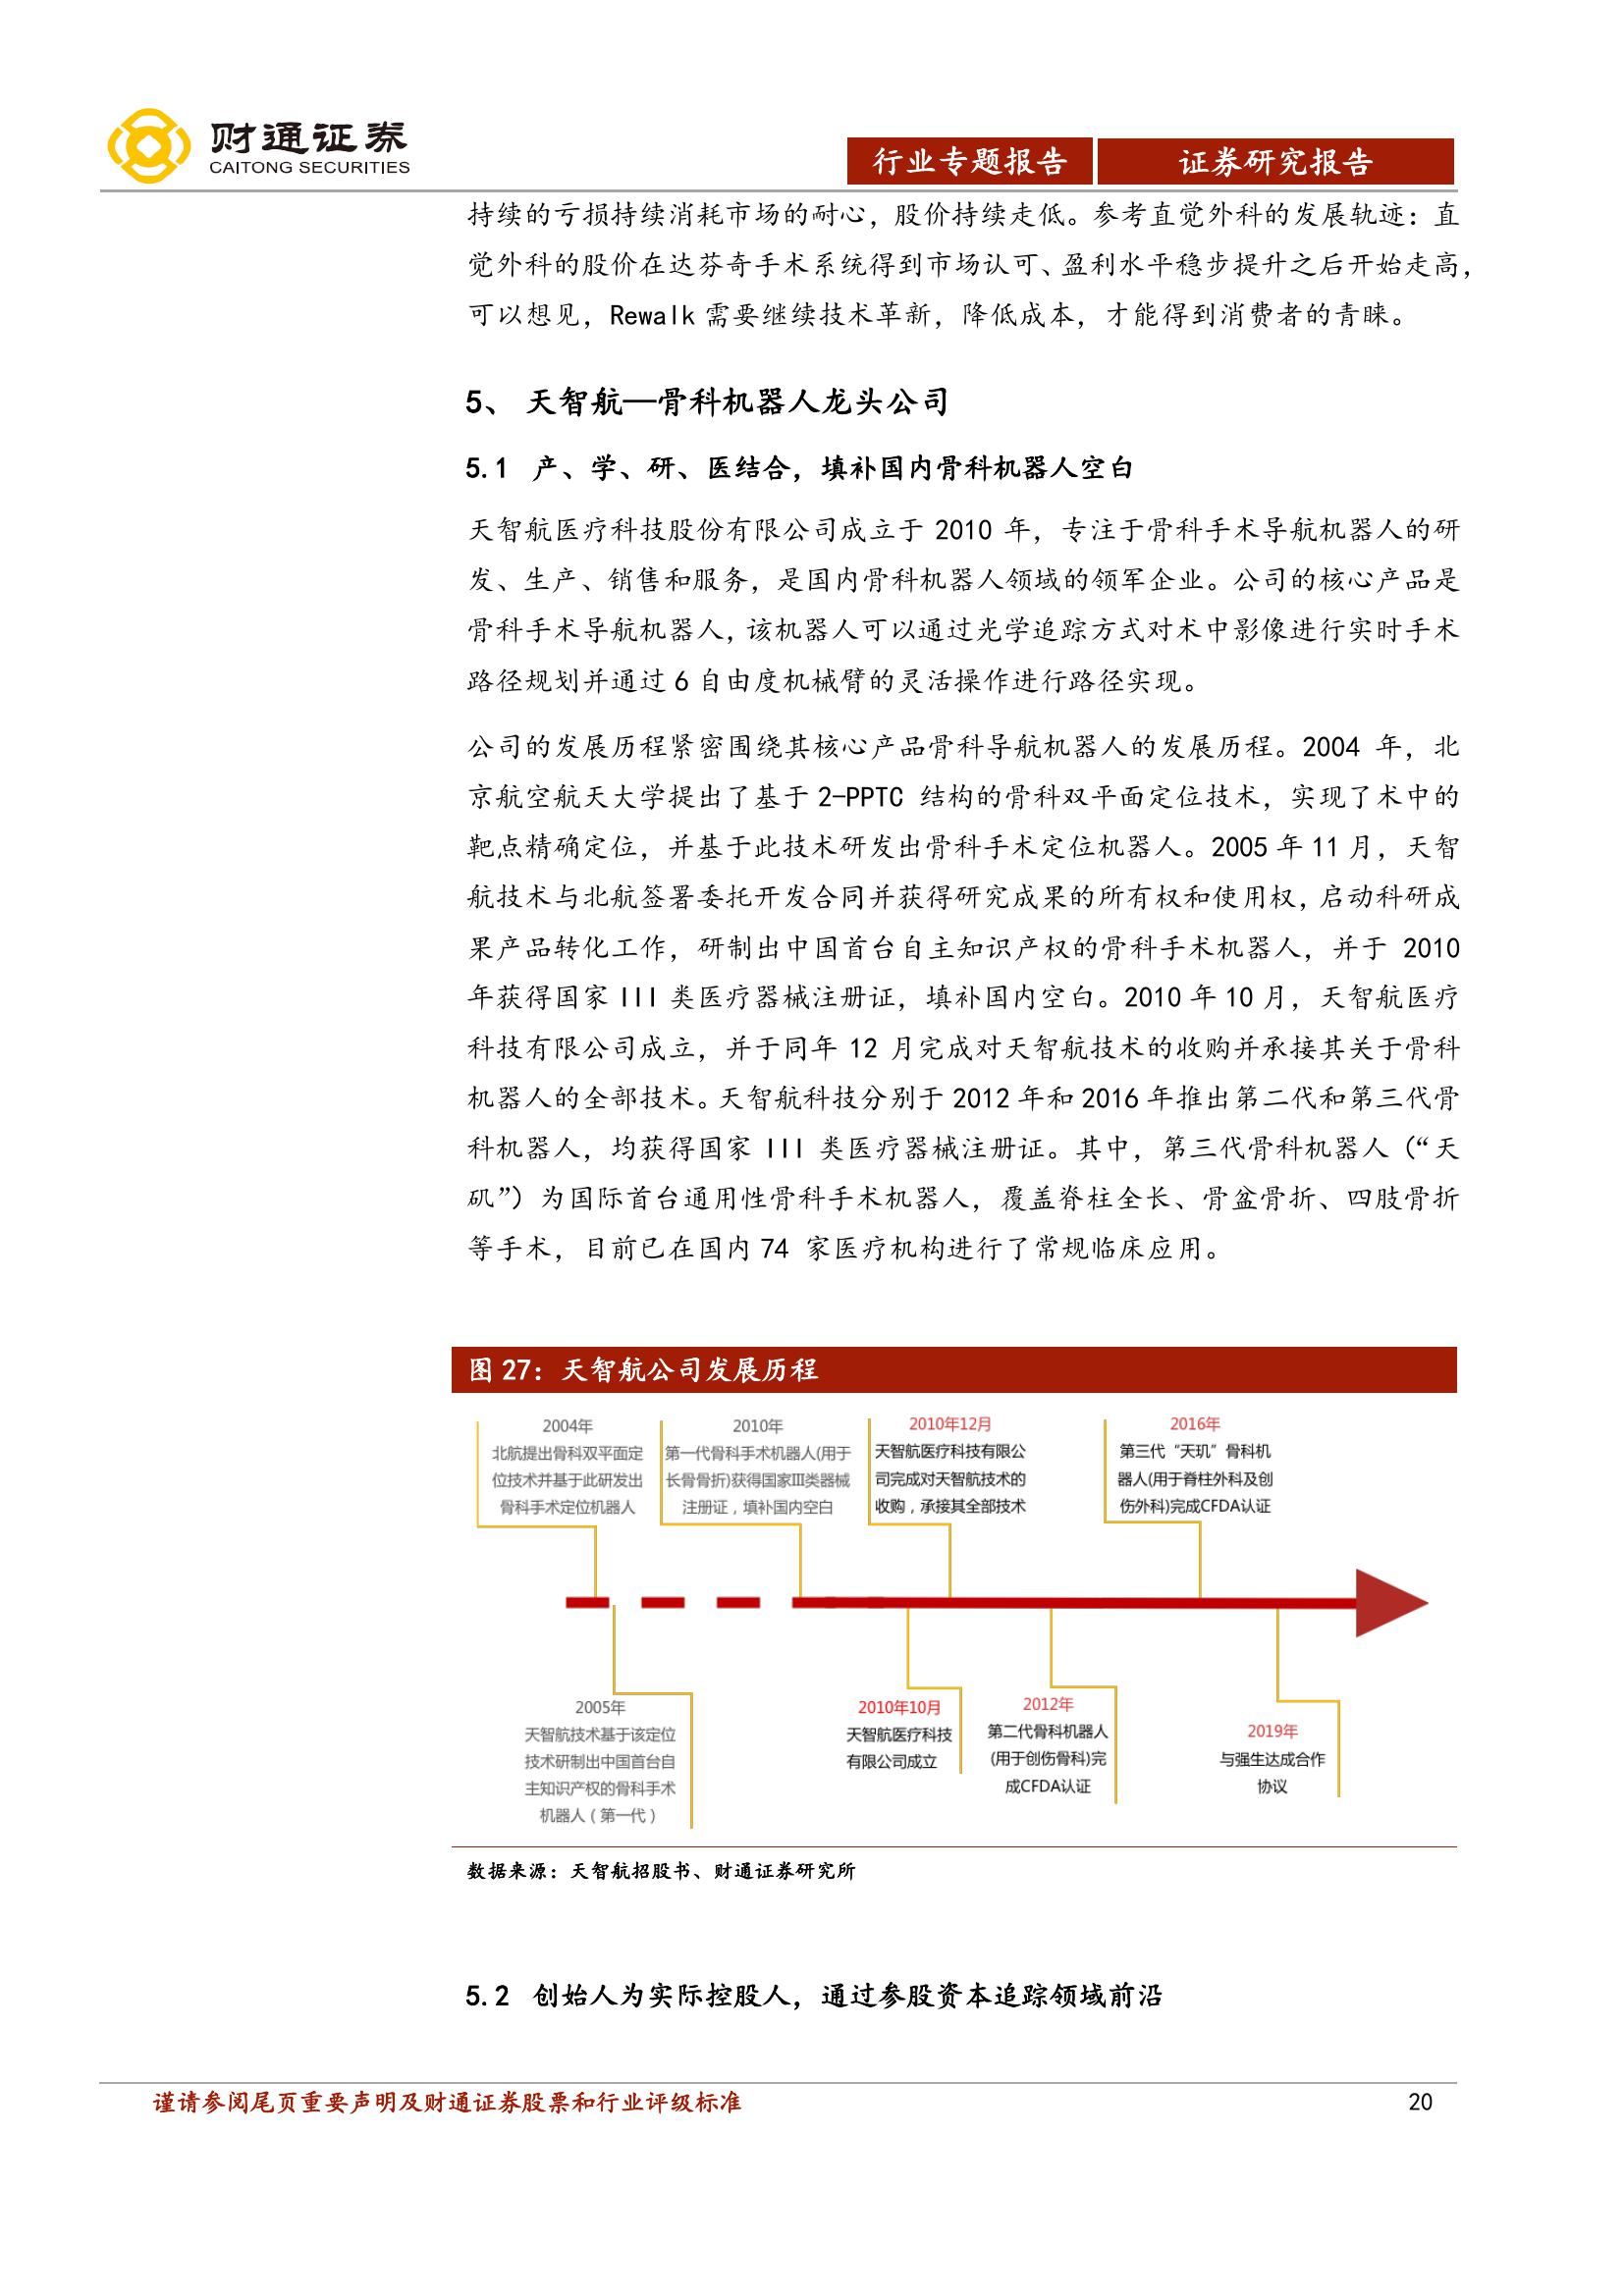 财通证券
CAITONG SECURITIES
行业专题报告
证券研究报告
持续的亏损持续消耗市场的耐心，股价持续走低。参考直觉外科的发展轨迹：直
觉外科的股价在达芬奇手术系统得到市场认可、盈利水平稳步提升之后开始走高，
可以想见，Rewalk 需要继续技术革新，降低成本，才能得到消费者的青睐。
5、 天智航—骨科机器人龙头公司
5.1 产、学、研、医结合，填补国内骨科机器人空白
天智航医疗科技股份有限公司成立于 2010 年，专注于骨科手术导航机器人的研
发、生产、销售和服务，是国内骨科机器人领域的领军企业。公司的核心产品是
骨科手术导航机器人，该机器人可以通过光学追踪方式对术中影像进行实时手术
路径规划并通过 6 自由度机械臂的灵活操作进行路径实现。
公司的发展历程紧密围绕其核心产品骨科导航机器人的发展历程。2004 年，北
京航空航天大学提出了基于 2-PPTC 结构的骨科双平面定位技术，实现了术中的
靶点精确定位，并基于此技术研发出骨科手术定位机器人。2005 年 11 月，天智
航技术与北航签署委托开发合同并获得研究成果的所有权和使用权，启动科研成
果产品转化工作，研制出中国首台自主知识产权的骨科手术机器人，并于 2010
年获得国家 III 类医疗器械注册证，填补国内空白。2010 年 10 月，天智航医疗
科技有限公司成立，并于同年 12 月完成对天智航技术的收购并承接其关于骨科
机器人的全部技术。天智航科技分别于 2012 年和 2016 年推出第二代和第三代骨
科机器人，均获得国家 III 类医疗器械注册证。其中，第三代骨科机器人（“天
矶”）为国际首台通用性骨科手术机器人，覆盖脊柱全长、骨盆骨折、四肢骨折
等手术，目前已在国内 74 家医疗机构进行了常规临床应用。
图 27：天智航公司发展历程
2004年
北航提出骨科双平面定
位技术并基于此研发出
骨科手术定位机器人
2010年
第一代骨科手术机器人(用于
长骨骨折)获得国家Ⅲ类器械
注册证，填补国内空白
2010年12月
天智航医疗科技有限公
司完成对天智航技术的
收购，承接其全部技术
2016年
第三代“天玑”骨科机
器人(用于脊柱外科及创
伤外科)完成CFDA认证
2005年
天智航技术基于该定位
技术研制出中国首台自
主知识产权的骨科手术
机器人（第一代）
2010年10月
天智航医疗科技
有限公司成立
2012年
第二代骨科机器人
(用于创伤骨科)完
成CFDA认证
2019年
与强生达成合作
协议
数据来源：天智航招股书、财通证券研究所
5.2 创始人为实际控股人，通过参股资本追踪领域前沿
谨请参阅尾页重要声明及财通证券股票和行业评级标准
20